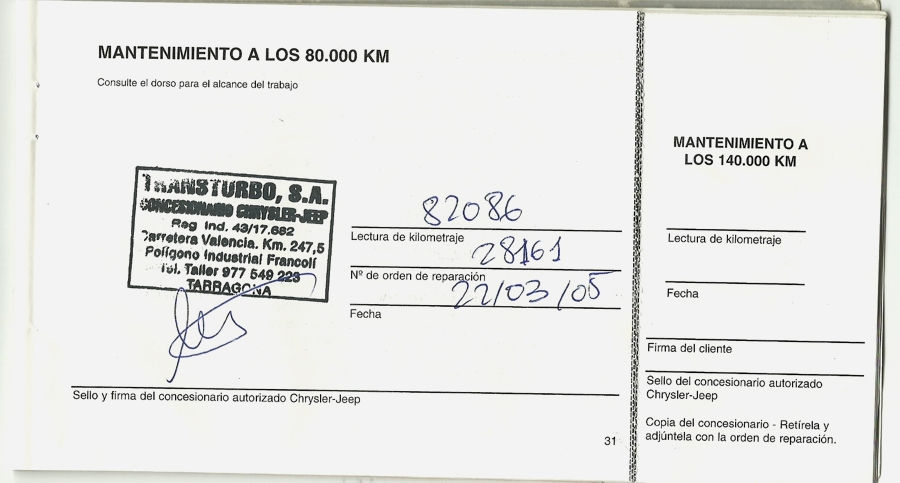 MANTENIMIENTO A LOS 80.000 KM
Consulte el dorso para el alcance del trabajo
TRANSTURBO, S.A.
CONCESIONARIO CHRYSLER-JEEP
Reg Ind. 43/17.682
Carretera Valencia. Km. 247,5
Polígono Industrial Francolí
Tel. Taller 977 549 223
TARRAGONA
82086
Lectura de kilometraje
28161
Nº de orden de reparación
22/03/05
Fecha
Sello y firma del concesionario autorizado Chrysler-Jeep
31
MANTENIMIENTO A
LOS 140.000 KM
Lectura de kilometraje
Fecha
Firma del cliente
Sello del concesionario autorizado
Chrysler-Jeep
Copia del concesionario - Retírela y
adjúntela con la orden de reparación.